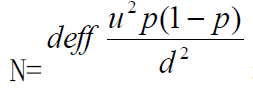 N= deff u²p(1−p) / d²